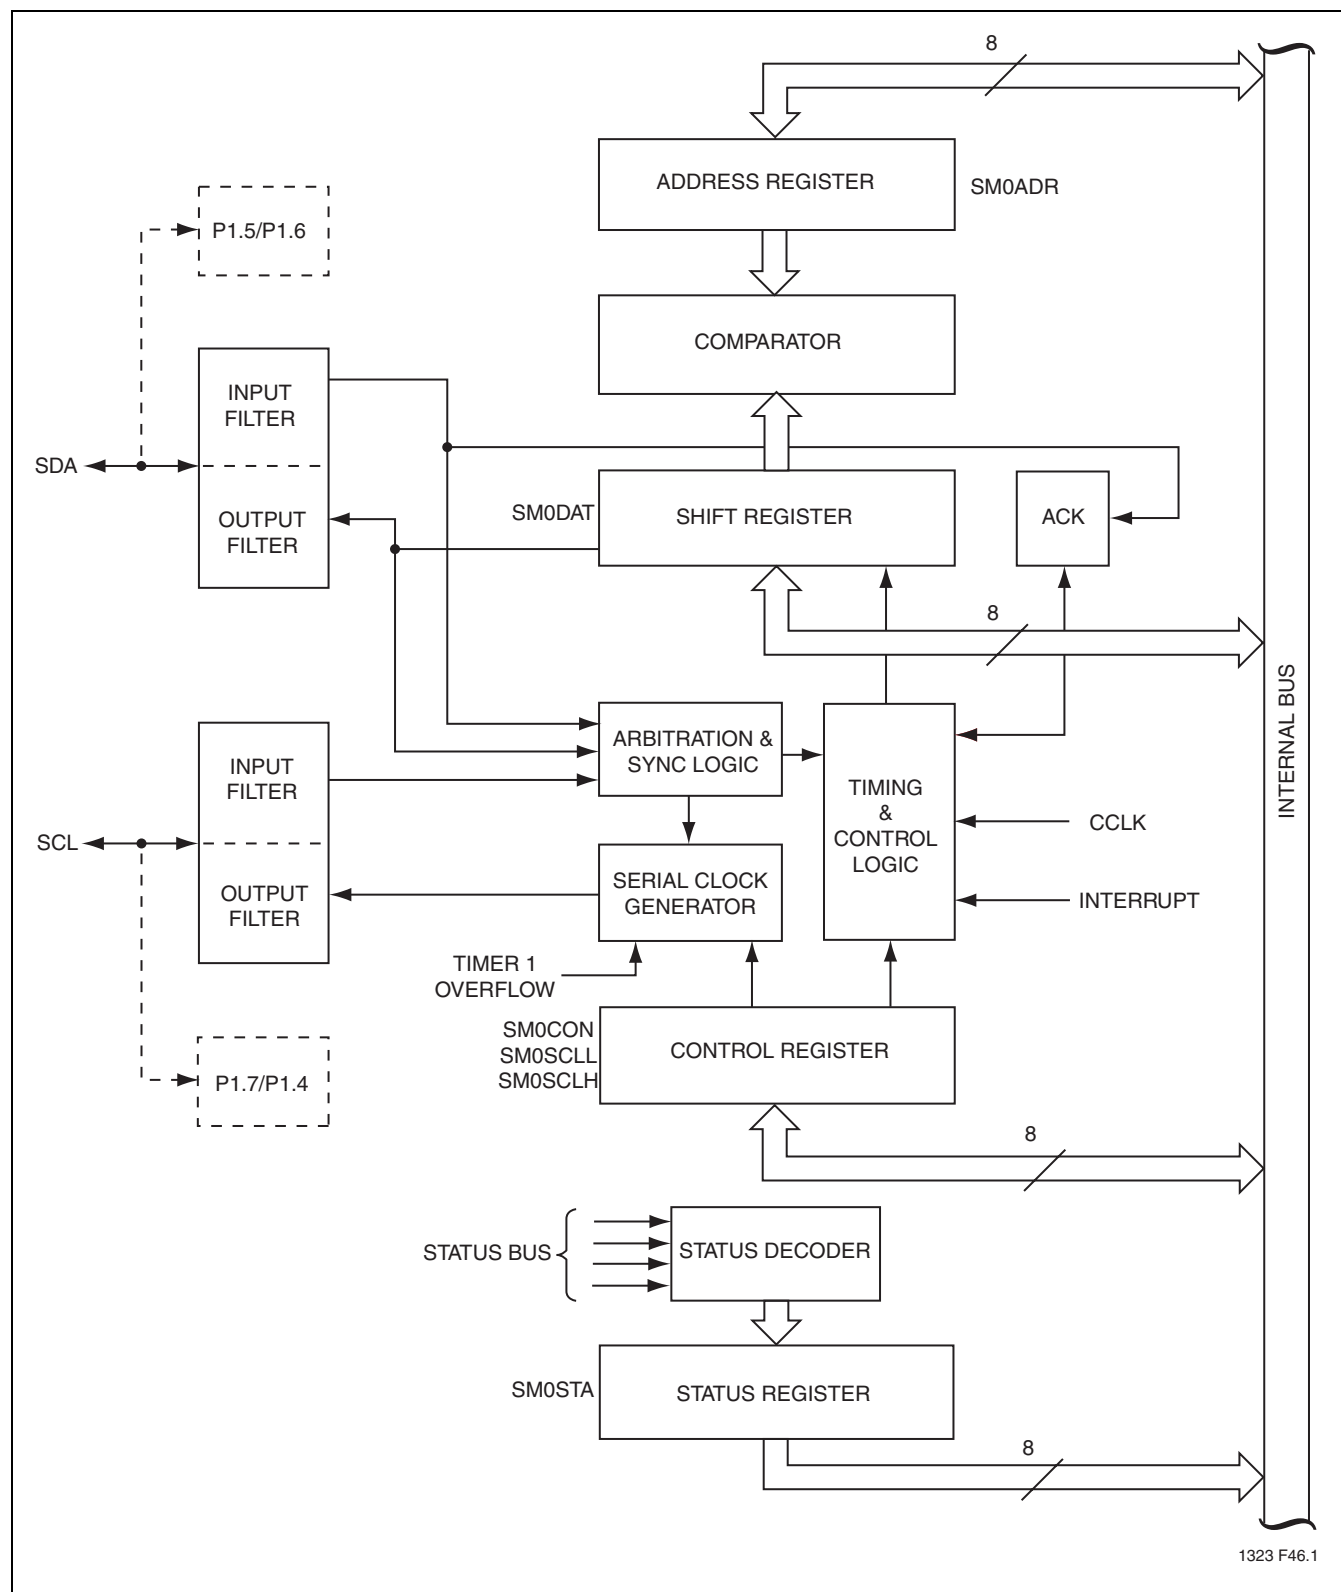 8
ADDRESS REGISTER
SM0ADR
P1.5/P1.6
COMPARATOR
INPUT
FILTER
SDA
OUTPUT
FILTER
SM0DAT
SHIFT REGISTER
ACK
8
INTERNAL BUS
ARBITRATION &
SYNC LOGIC
INPUT
FILTER
TIMING
&
CONTROL
LOGIC
SCL
CCLK
OUTPUT
FILTER
SERIAL CLOCK
GENERATOR
INTERRUPT
TIMER 1
OVERFLOW
SM0CON
SM0SCLL
SM0SCLH
CONTROL REGISTER
P1.7/P1.4
8
STATUS BUS
STATUS DECODER
SM0STA
STATUS REGISTER
8
1323 F46.1